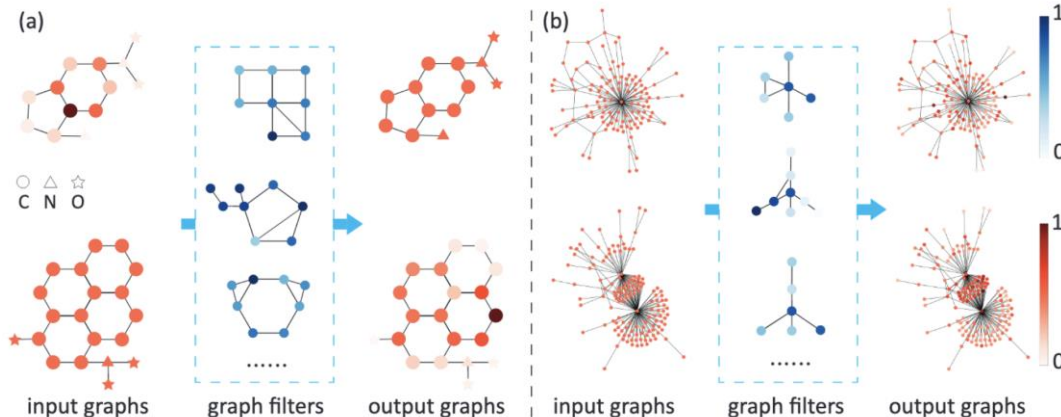 (a)
C N O
......
input graphs graph filters output graphs
(b)
......
input graphs graph filters output graphs
1
0
1
0